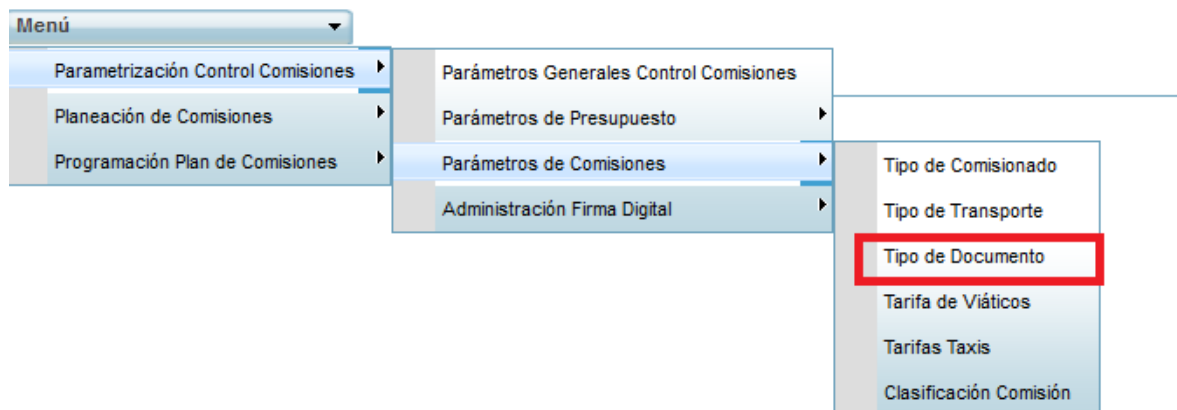 Menú
Parametrización Control Comisiones
Planeación de Comisiones
Programación Plan de Comisiones
Parámetros Generales Control Comisiones
Parámetros de Presupuesto
Parámetros de Comisiones
Administración Firma Digital
Tipo de Comisionado
Tipo de Transporte
Tipo de Documento
Tarifa de Viáticos
Tarifas Taxis
Clasificación Comisión